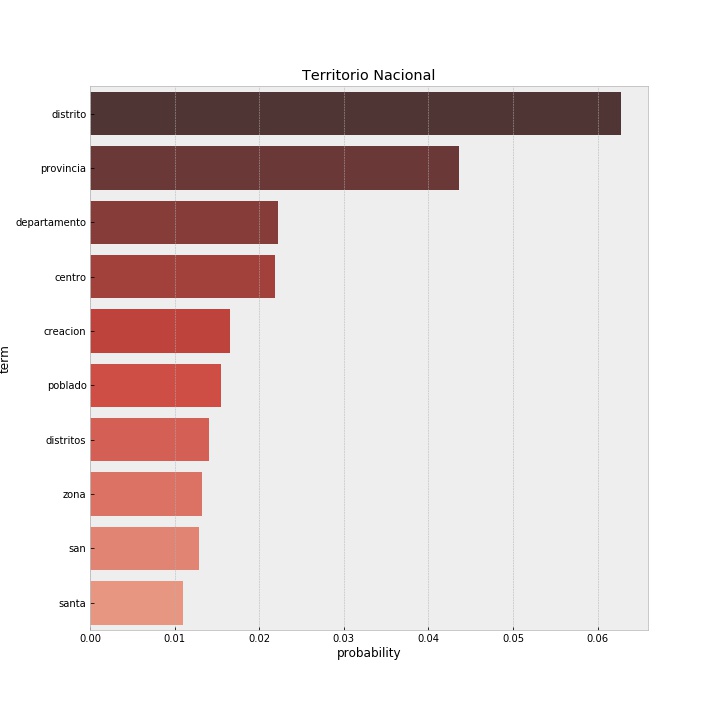 Territorio Nacional
distrito
provincia
departamento
centro
creacion
poblado
distritos
zona
san
santa
term
0.00 0.01 0.02 0.03 0.04 0.05 0.06
probability